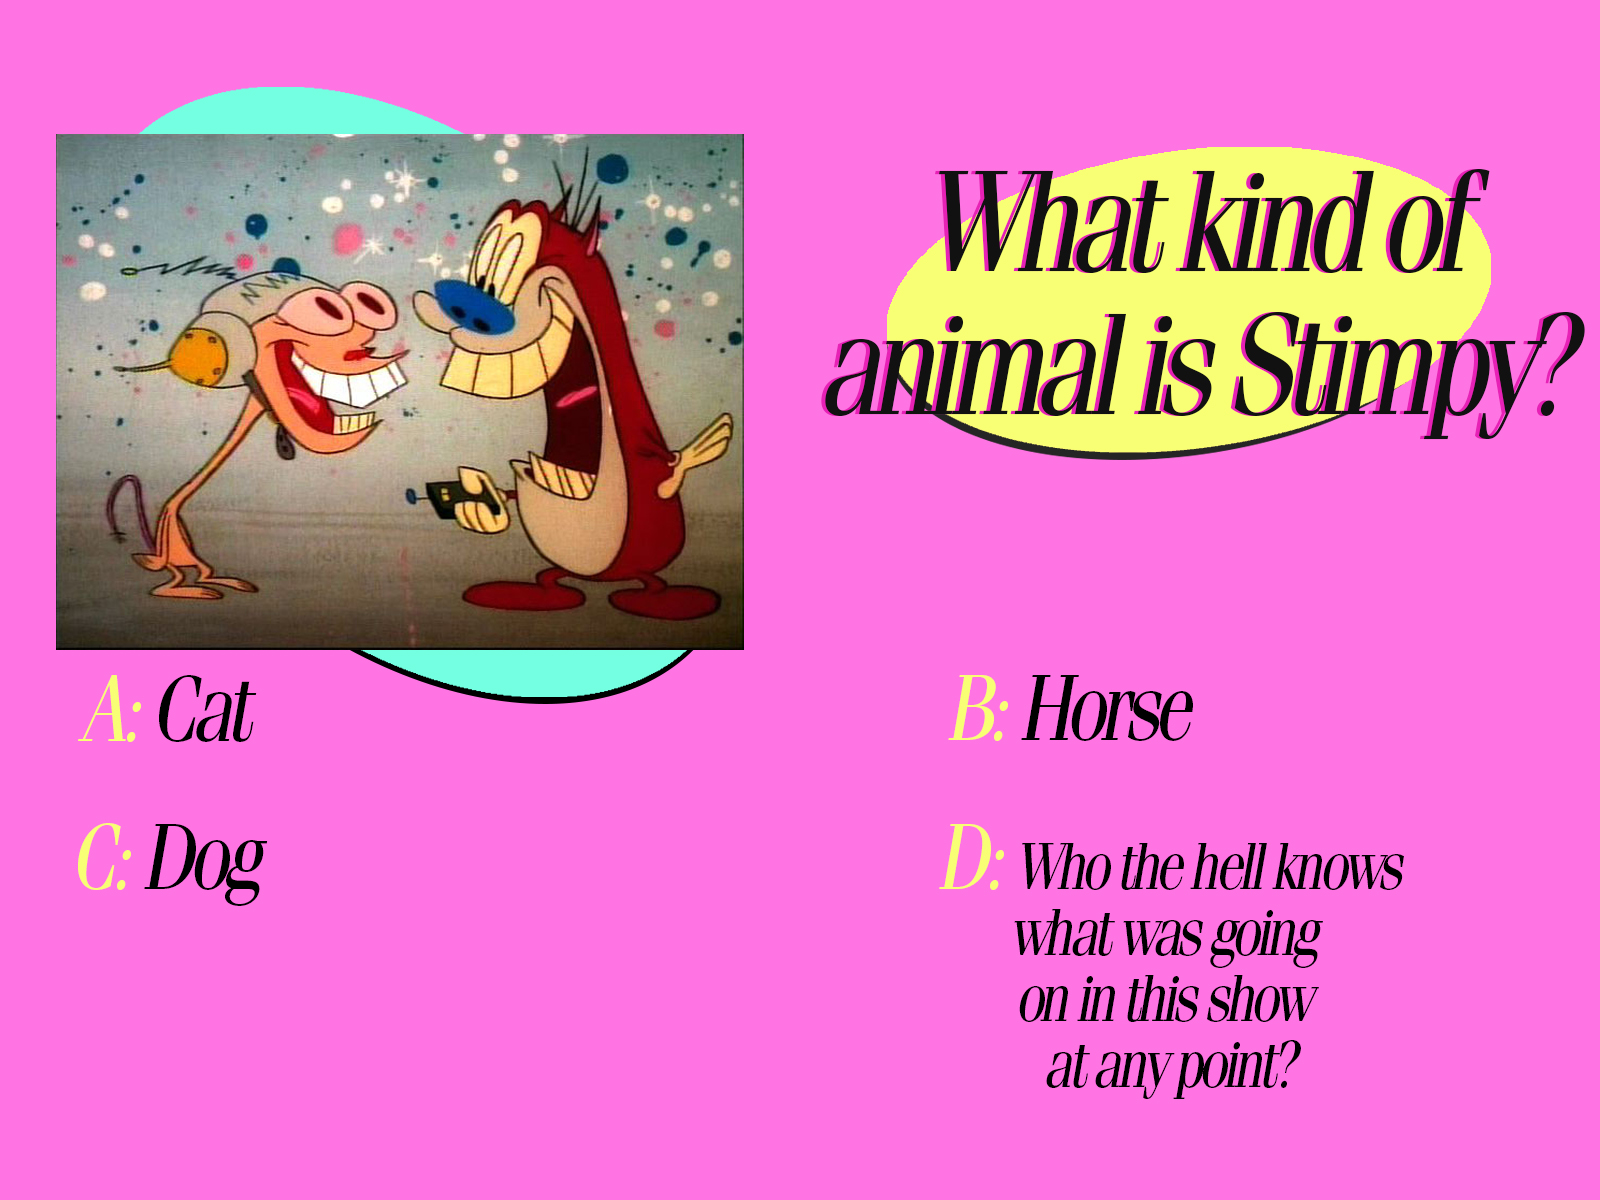 What kind of
animal is Stimpy?
A: Cat
B: Horse
C: Dog
D: Who the hell knows
what was going
on in this show
at any point?